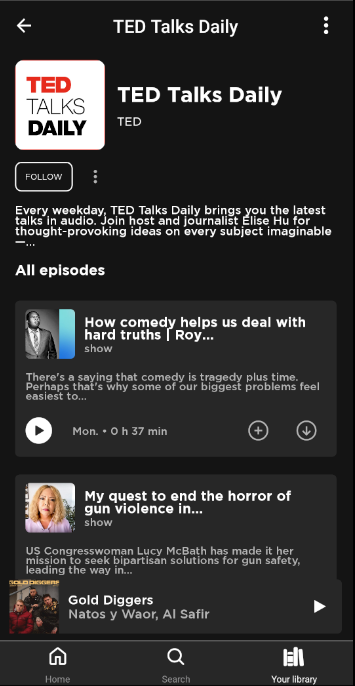 TED Talks Daily
TED
TALKS
DAILY
TED Talks Daily
TED
FOLLOW
Every weekday, TED Talks Daily brings you the latest
talks in audio. Join host and journalist Elise Hu for
thought-provoking ideas on every subject imaginable
—...
All episodes
How comedy helps us deal with
hard truths | Roy...
show
There's a saying that comedy is tragedy plus time.
Perhaps that's why some of our biggest problems feel
easiest to...
Mon. • 0 h 37 min
My quest to end the horror of
gun violence in...
show
US Congresswoman Lucy McBath has made it her
mission to seek bipartisan solutions for gun safety,
leading the way in...
GOLD DIGGERS
Gold Diggers
Natos y Waor, Al Safir
Home
Search
Your library